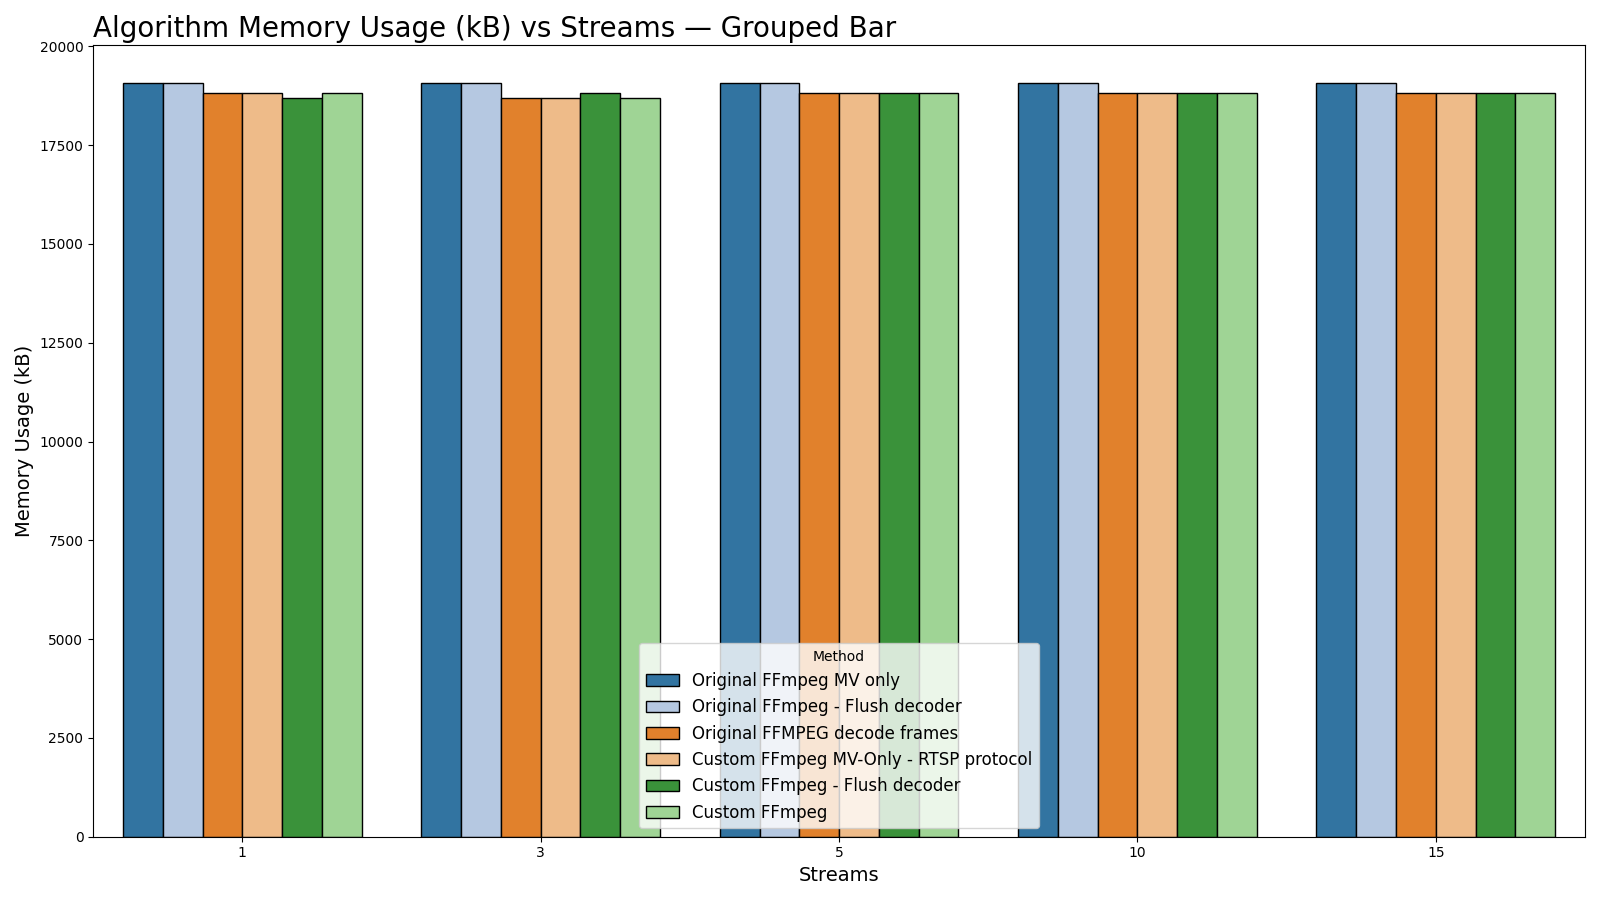 Algorithm Memory Usage (kB) vs Streams — Grouped Bar
20000
17500
15000
12500
10000
7500
5000
2500
0
Memory Usage (kB)
Method
Original FFmpeg MV only
Original FFmpeg - Flush decoder
Original FFMPEG decode frames
Custom FFmpeg MV-Only - RTSP protocol
Custom FFmpeg - Flush decoder
Custom FFmpeg
1 3 5 10 15
Streams